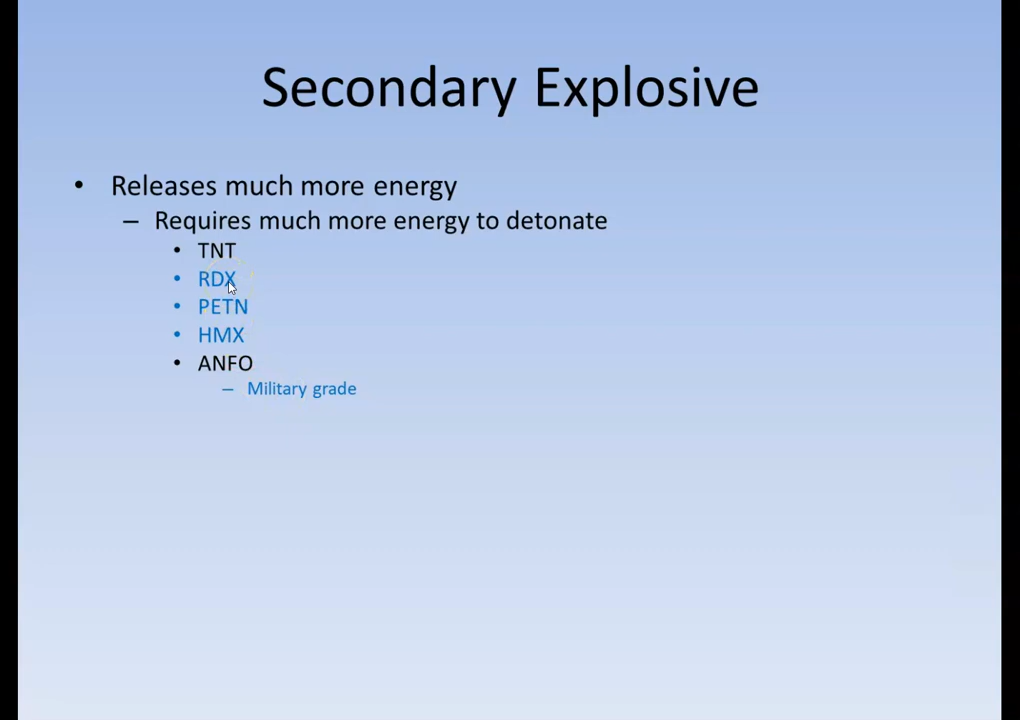 Secondary Explosive
• Releases much more energy
– Requires much more energy to detonate
• TNT
• RDX
• PETN
• HMX
• ANFO
– Military grade